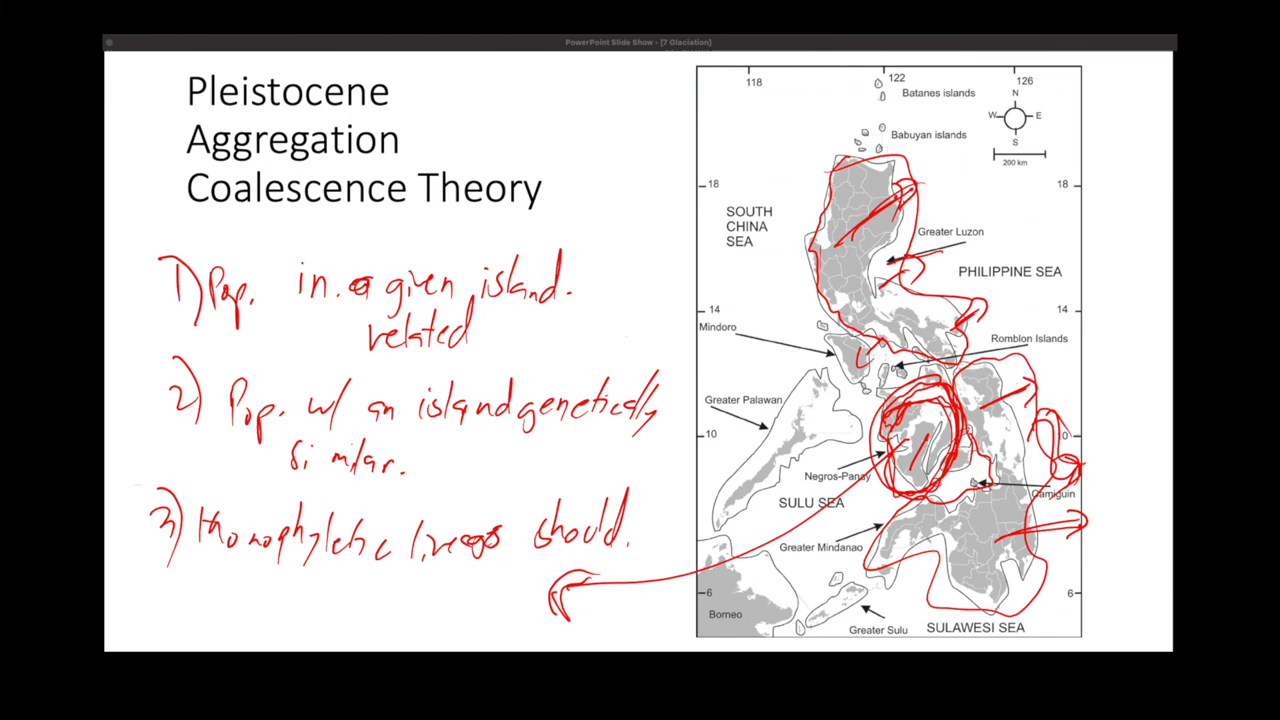 PowerPoint Slide Show - [7 Glaciation]
Pleistocene
Aggregation
Coalescence Theory
1) Pop. in a given island.
related
2) Pop. w/ an island genetically
similar.
3) Monophyletic should.
118
122
126
Batanes islands
Babuyan islands
N
W
E
S
200 km
18
18
SOUTH
CHINA
SEA
Greater Luzon
PHILIPPINE SEA
14
14
Mindoro
Romblon Islands
Greater Palawan
10
10
Negros-Panay
SULU SEA
Camiguin
Greater Mindanao
6
6
Borneo
Greater Sulu
SULAWESI SEA